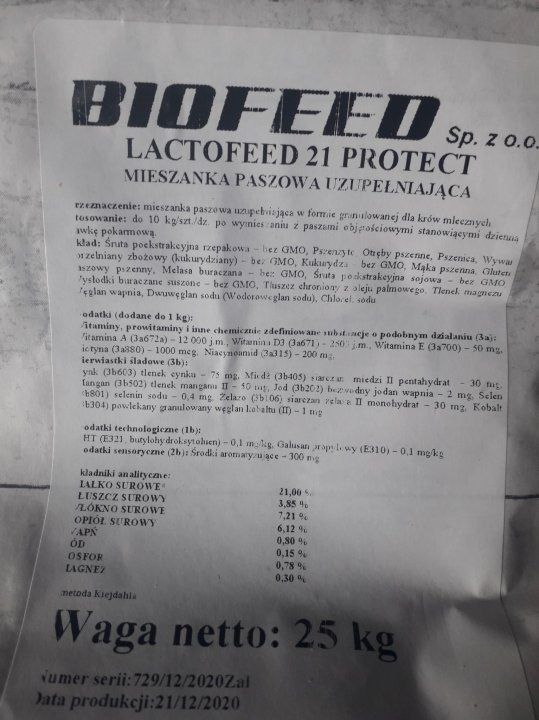 BIOFEED Sp. z o.o.
LACTOFEED 21 PROTECT
MIESZANKA PASZOWA UZUPEŁNIAJĄCA
rzeznaczenie: mieszanka paszowa uzupełniająca w formie granulowanej dla krów mlecznych
tosowanie: do 10 kg/szt./dz. po wymieszaniu z paszami objętościowymi stanowiącymi dzienną
awkę pokarmową.
kład: Śruta poekstrakcyjna rzepakowa – bez GMO, Pszenżyto, Otręby pszenne, Pszenica, Wywar
orzelniany zbożowy (kukurydziany) – bez GMO, Kukurydza – bez GMO, Mąka pszenna, Gluten
aszowy pszenny, Melasa buraczana – bez GMO, Śruta poekstrakcyjna sojowa – bez GMO
Wysłodki buraczane suszone – bez GMO, Tłuszcz chroniony z oleju palmowego, Tlenek magnezu
Węglan wapnia, Dwuwęglan sodu (Wodorowęglan sodu), Chlorek sodu
odatki (dodane do 1 kg):
Witaminy, prowitaminy i inne chemicznie zdefiniowane substancje o podobnym działaniu (3a):
Witamina A (3a672a) – 12 000 j.m., Witamina D3 (3a671) – j.m., Witamina E (3a700) – 50 mg,
iotyna (3a880) – 1000 mcg, Niacynoamid (3a315) – 200 mg,
ierwiastki śladowe (3b):
ynk (3b603) tlenek cynku – 75 mg, Miedź (3b405) siarczan miedzi II pentahydrat – 30 mg,
Mangan (3b502) tlenek manganu II – 50 mg, Jod (3b202) bezwodny jodan wapnia – 2 mg, Selen
(3b801) selenin sodu – 0,4 mg, Żelazo (3b106) siarczan żelaza II monohydrat – 30 mg, Kobalt
(3b304) powlekany granulowany węglan kobaltu (II) – 1 mg
odatki technologiczne (1b):
HT (E321, butylohydroksytoluen) – 0,1 mg/kg, Galusan propylowy (E310) – 0,1 mg/kg
odatki sensoryczne (2b): Środki aromatyzujące – 300 mg
kładniki analityczne:
IAŁKO SUROWE* 21,00 %
ŁUSZCZ SUROWY 3,85 %
WŁÓKNO SUROWE 7,21 %
OPIÓŁ SUROWY 6,12 %
WAPŃ 0,80 %
ÓD 0,15 %
OSFOR 0,78 %
MAGNEZ 0,30 %
metoda Kiejdahla
Waga netto: 25 kg
Numer serii:729/12/2020Zal
Data produkcji:21/12/2020